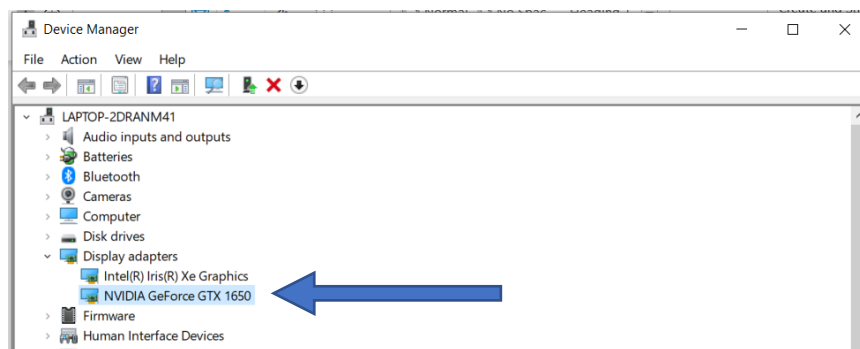 Device Manager
File Action View Help
LAPTOP-2DRANM41
Audio inputs and outputs
Batteries
Bluetooth
Cameras
Computer
Disk drives
Display adapters
Intel(R) Iris(R) Xe Graphics
NVIDIA GeForce GTX 1650
Firmware
Human Interface Devices